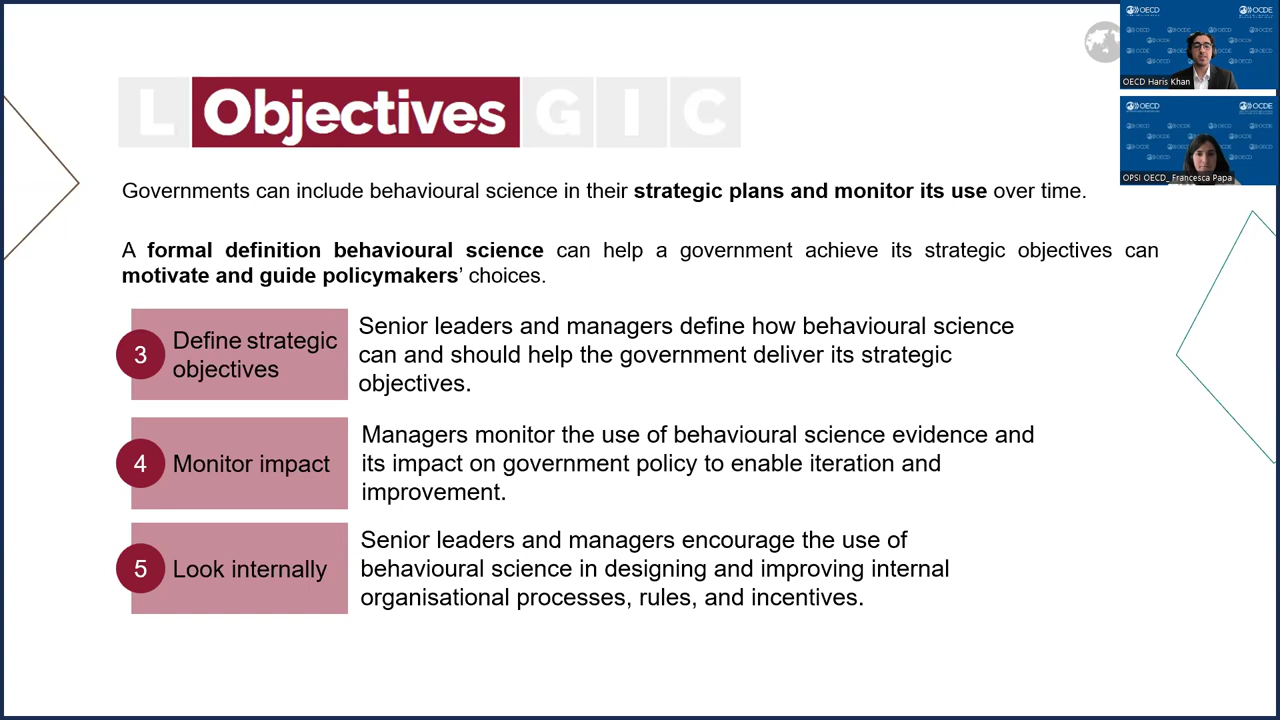 L Objectives G I C
Governments can include behavioural science in their strategic plans and monitor its use over time.
A formal definition behavioural science can help a government achieve its strategic objectives can
motivate and guide policymakers’ choices.
3
Define strategic
objectives
Senior leaders and managers define how behavioural science
can and should help the government deliver its strategic
objectives.
4
Monitor impact
Managers monitor the use of behavioural science evidence and
its impact on government policy to enable iteration and
improvement.
5
Look internally
Senior leaders and managers encourage the use of
behavioural science in designing and improving internal
organisational processes, rules, and incentives.
OECD
OCDE
OECD Haris Khan
OECD
OCDE
OPSI OECD_ Francesca Papa